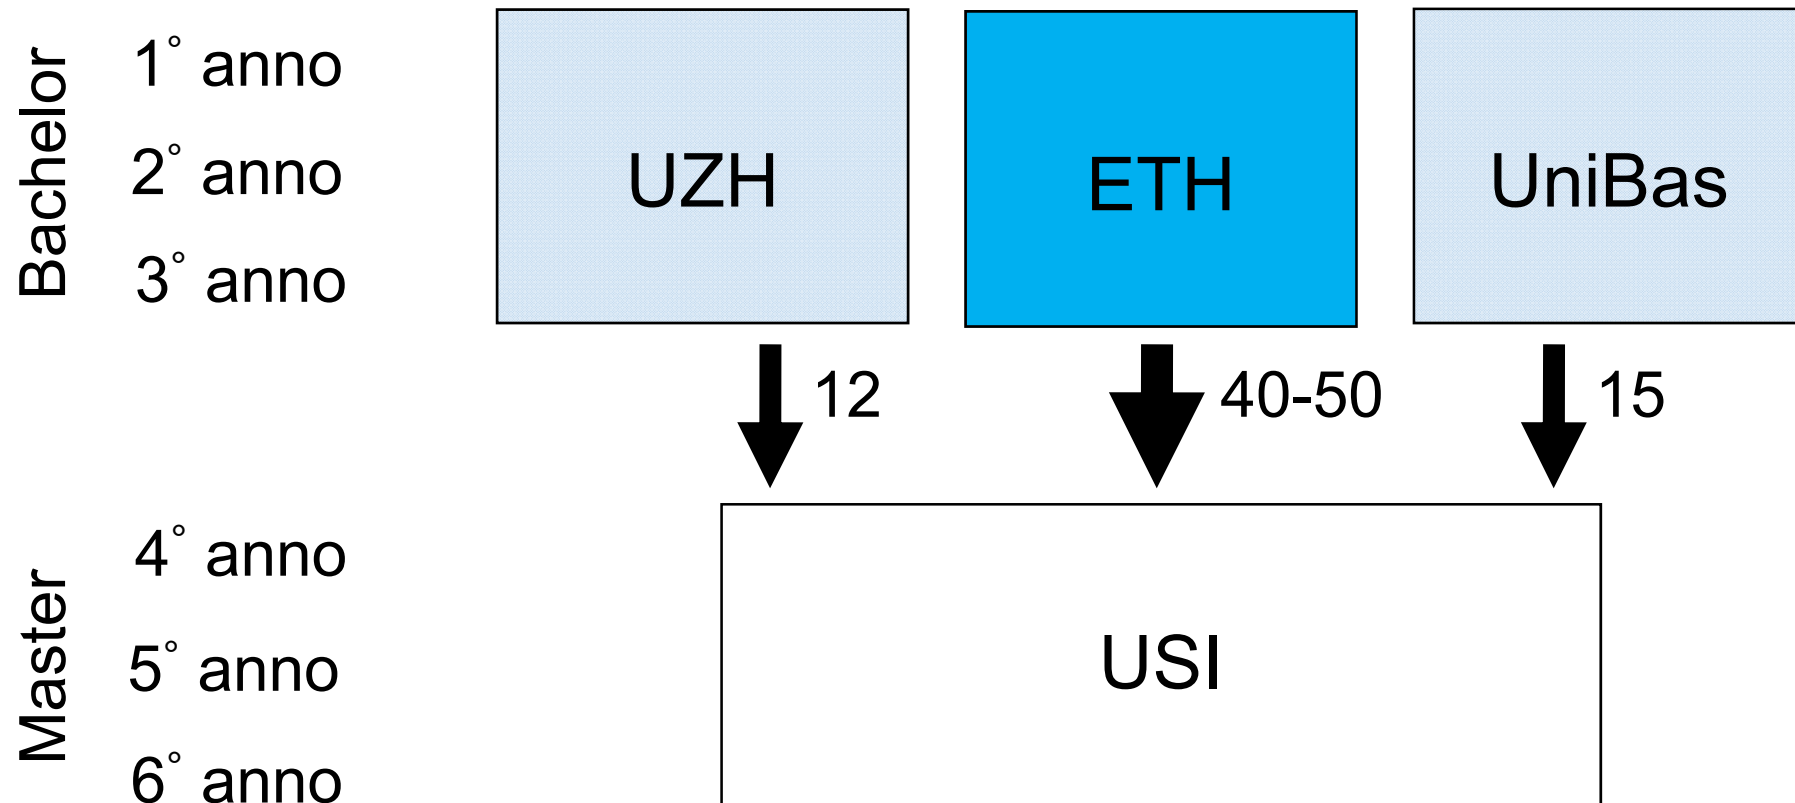 Bachelor
1° anno
2° anno
3° anno
UZH
ETH
UniBas
12
40-50
15
Master
4° anno
5° anno
6° anno
USI